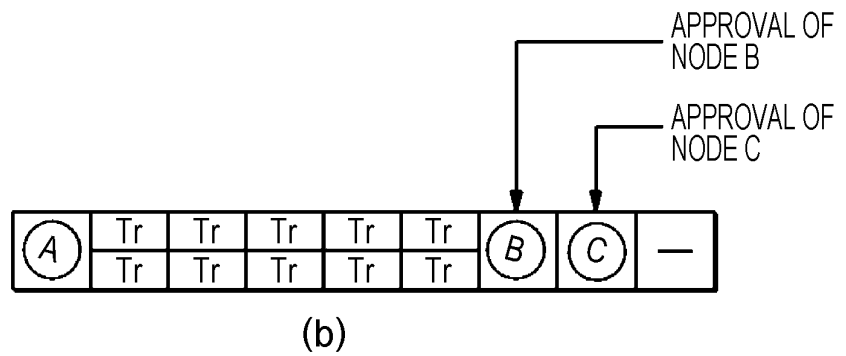 APPROVAL OF
NODE B
APPROVAL OF
NODE C
A Tr Tr Tr Tr Tr B C —
Tr Tr Tr Tr Tr
(b)